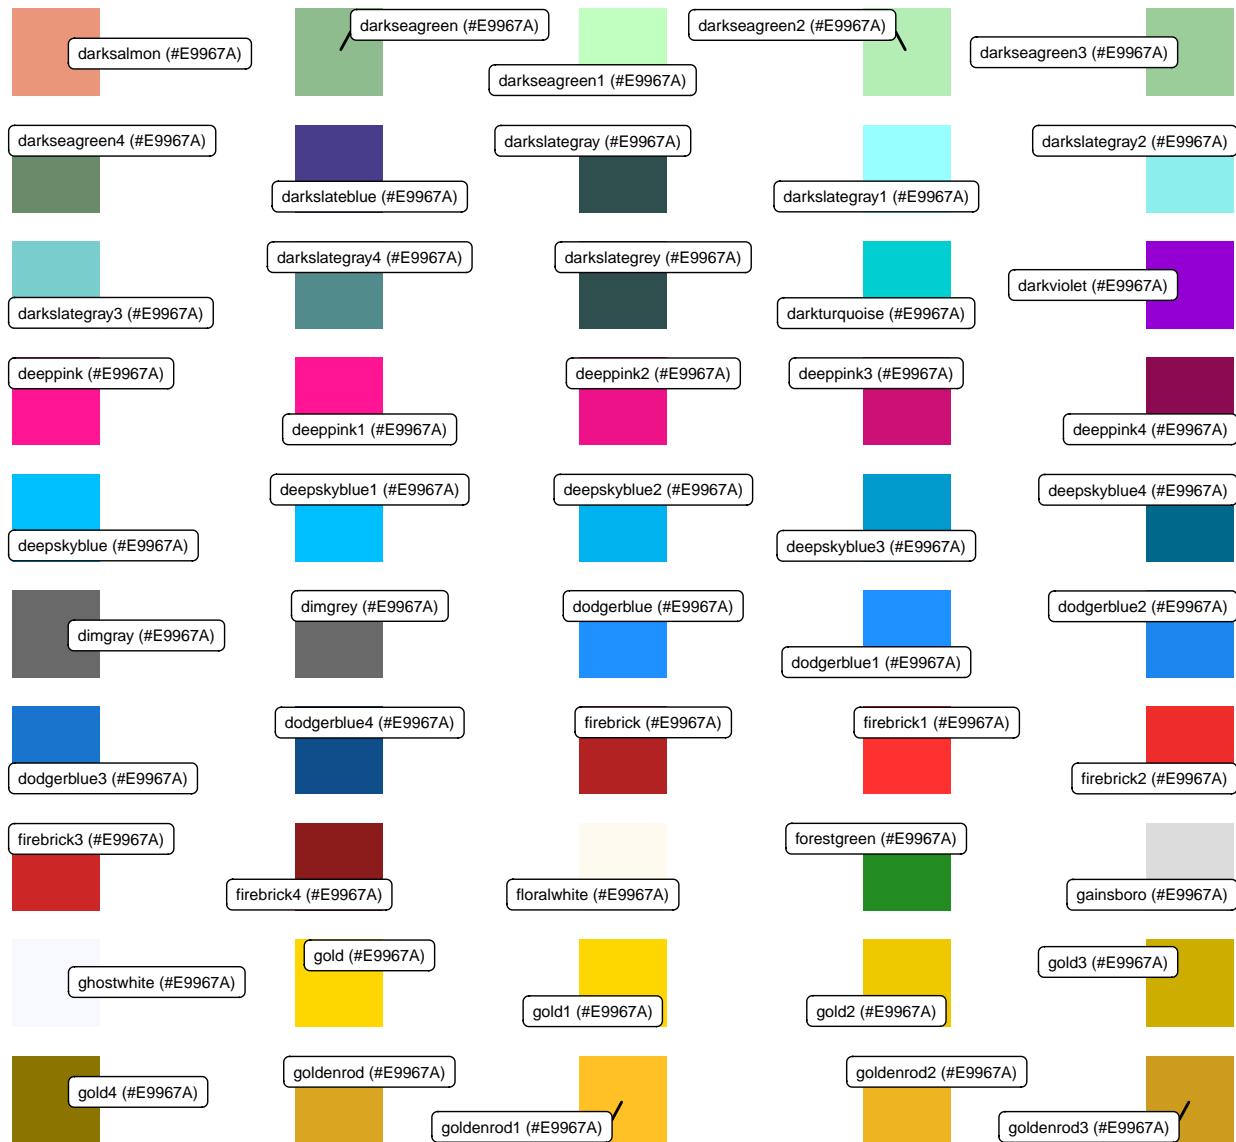 darksalmon (#E9967A)
darkseagreen (#E9967A)
darkseagreen1 (#E9967A)
darkseagreen2 (#E9967A)
darkseagreen3 (#E9967A)
darkseagreen4 (#E9967A)
darkslateblue (#E9967A)
darkslategray (#E9967A)
darkslategray1 (#E9967A)
darkslategray2 (#E9967A)
darkslategray3 (#E9967A)
darkslategray4 (#E9967A)
darkslategrey (#E9967A)
darkturquoise (#E9967A)
darkviolet (#E9967A)
deeppink (#E9967A)
deeppink1 (#E9967A)
deeppink2 (#E9967A)
deeppink3 (#E9967A)
deeppink4 (#E9967A)
deepskyblue (#E9967A)
deepskyblue1 (#E9967A)
deepskyblue2 (#E9967A)
deepskyblue3 (#E9967A)
deepskyblue4 (#E9967A)
dimgray (#E9967A)
dimgrey (#E9967A)
dodgerblue (#E9967A)
dodgerblue1 (#E9967A)
dodgerblue2 (#E9967A)
dodgerblue3 (#E9967A)
dodgerblue4 (#E9967A)
firebrick (#E9967A)
firebrick1 (#E9967A)
firebrick2 (#E9967A)
firebrick3 (#E9967A)
firebrick4 (#E9967A)
floralwhite (#E9967A)
forestgreen (#E9967A)
gainsboro (#E9967A)
ghostwhite (#E9967A)
gold (#E9967A)
gold1 (#E9967A)
gold2 (#E9967A)
gold3 (#E9967A)
gold4 (#E9967A)
goldenrod (#E9967A)
goldenrod1 (#E9967A)
goldenrod2 (#E9967A)
goldenrod3 (#E9967A)